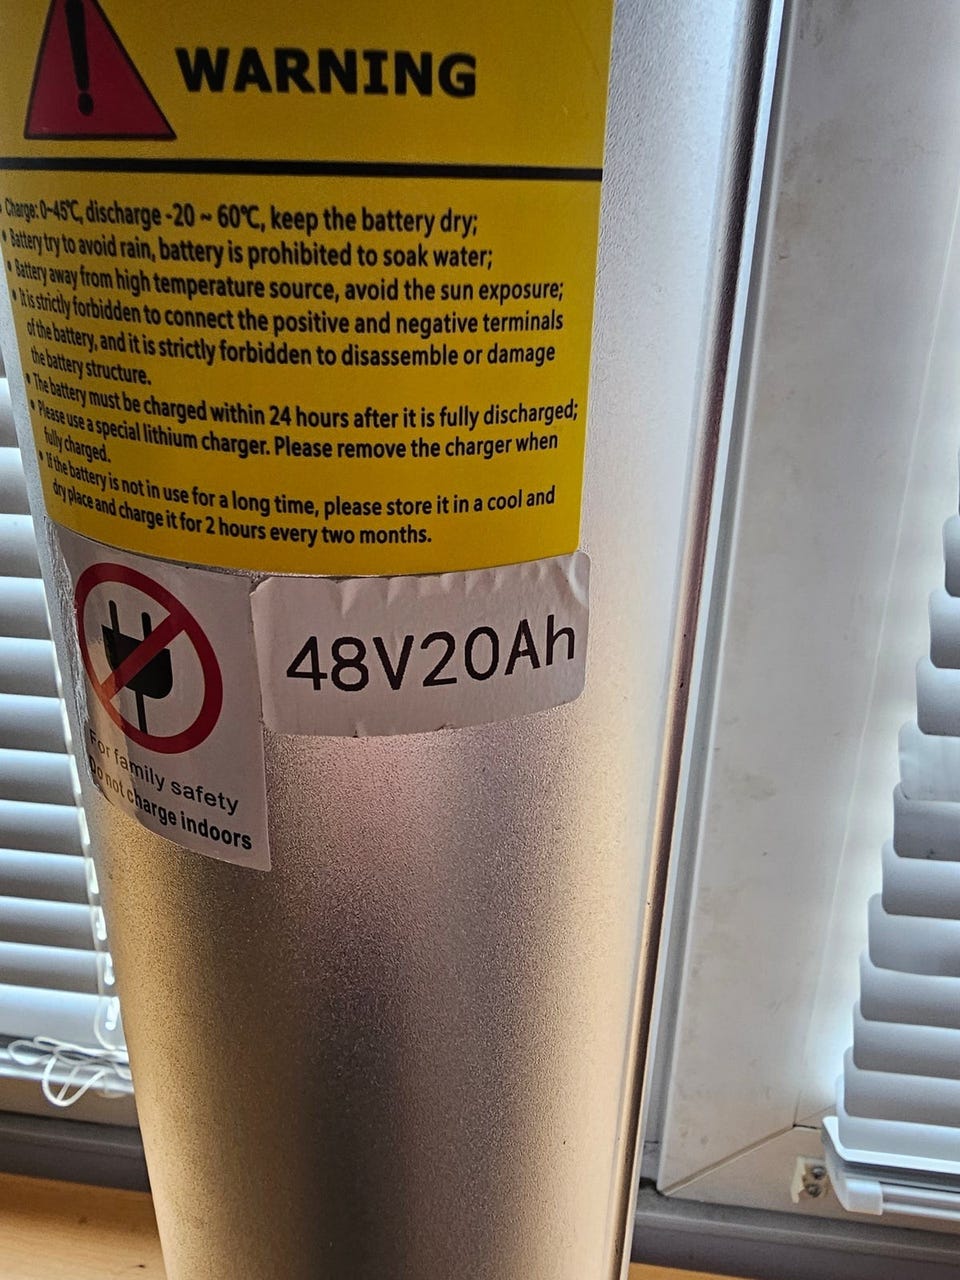 WARNING
• Charge: 0~45℃, discharge -20 ~ 60℃, keep the battery dry;
• Battery try to avoid rain, battery is prohibited to soak water;
• Battery away from high temperature source, avoid the sun exposure;
• It is strictly forbidden to connect the positive and negative terminals
of the battery, and it is strictly forbidden to disassemble or damage
the battery structure.
• The battery must be charged within 24 hours after it is fully discharged;
• Please use a special lithium charger. Please remove the charger when
fully charged.
• If the battery is not in use for a long time, please store it in a cool and
dry place and charge it for 2 hours every two months.
48V20Ah
For family safety
Do not charge indoors